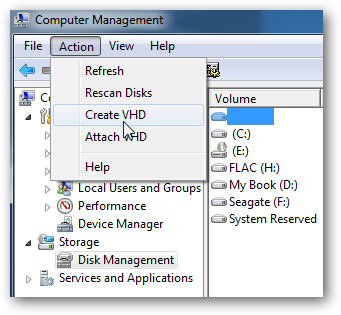 Computer Management
File Action View Help
Refresh
Rescan Disks
Create VHD
Attach VHD
Help
Co
Local Users and Groups
Performance
Device Manager
Storage
Disk Management
Services and Applications
Volume
(C:)
(E:)
FLAC (H:)
My Book (D:)
Seagate (F:)
System Reserved